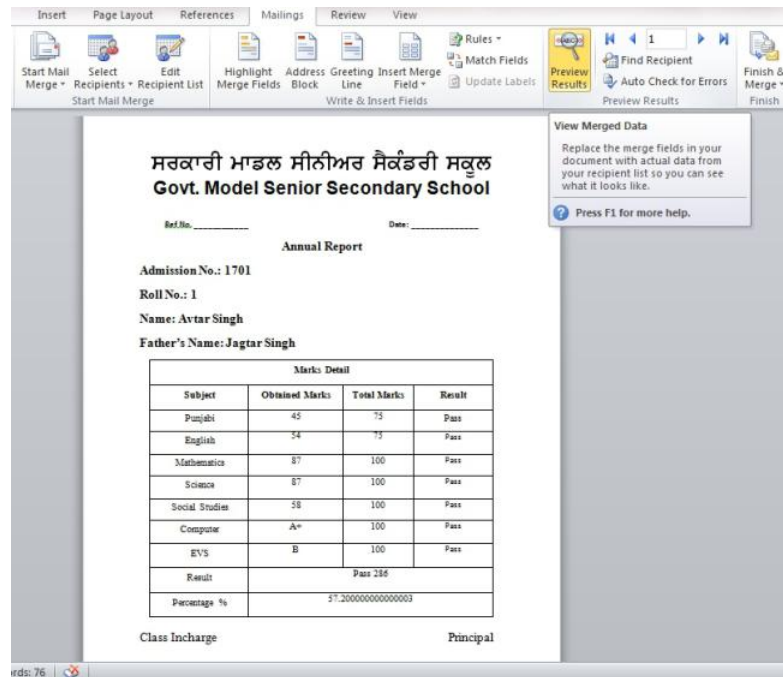 Insert Page Layout References Mailings Review View
Start Mail Merge Select Recipients Edit Recipient List Highlight Merge Fields Address Block Greeting Line Insert Merge Field Rules Match Fields Update Labels Preview Results 1 Find Recipient Auto Check for Errors Finish & Merge
Start Mail Merge Write & Insert Fields Preview Results Finish
View Merged Data
Replace the merge fields in your
document with actual data from
your recipient list so you can see
what it looks like.
Press F1 for more help.
ਸਰਕਾਰੀ ਮਾਡਲ ਸੀਨੀਅਰ ਸੈਕੰਡਰੀ ਸਕੂਲ
Govt. Model Senior Secondary School
Ref No. ____________ Date: ______________
Annual Report
Admission No.: 1701
Roll No.: 1
Name: Avtar Singh
Father's Name: Jagtar Singh
Marks Detail
Subject Obtained Marks Total Marks Result
Punjabi 45 75 Pass
English 54 75 Pass
Mathematics 87 100 Pass
Science 87 100 Pass
Social Studies 58 100 Pass
Computer A+ 100 Pass
EVS B 100 Pass
Result Pass 286
Percentage % 57.200000000000003
Class Incharge Principal
rds: 76